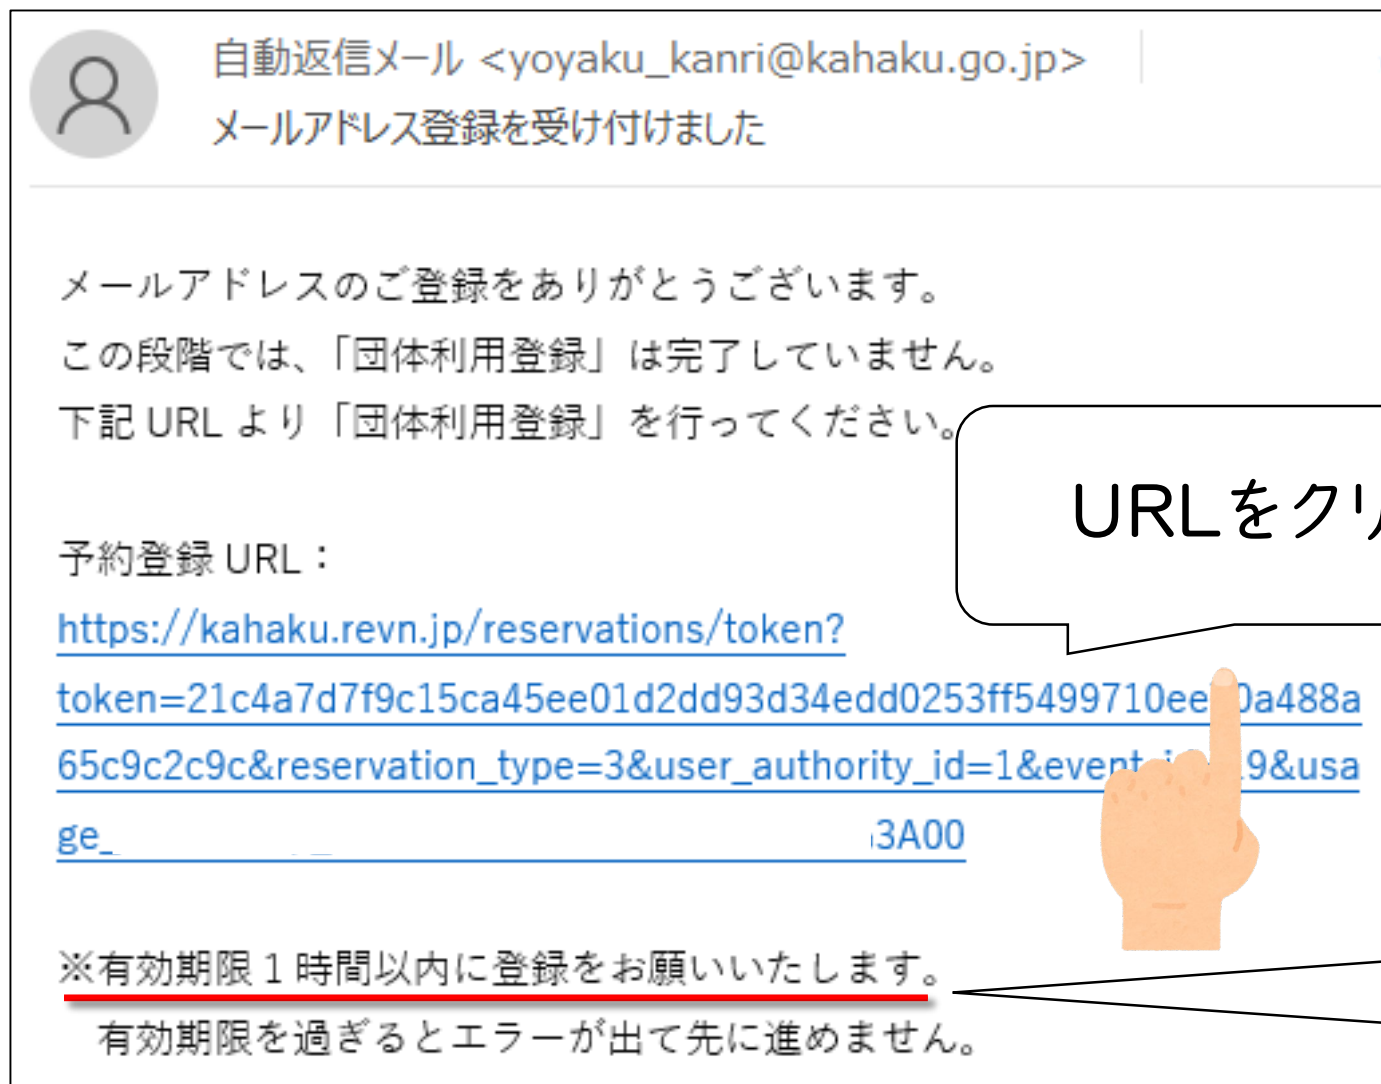 自動返信メール <yoyaku_kanri@kahaku.go.jp>
メールアドレス登録を受け付けました
メールアドレスのご登録をありがとうございます。
この段階では、「団体利用登録」は完了していません。
下記 URL より「団体利用登録」を行ってください。
URLをクリ
予約登録 URL：
https://kahaku.revn.jp/reservations/token?
token=21c4a7d7f9c15ca45ee01d2dd93d34edd0253ff5499710ee 0a488a
65c9c2c9c&reservation_type=3&user_authority_id=1&event_i 19&usa
ge_ 3A00
※有効期限１時間以内に登録をお願いいたします。
有効期限を過ぎるとエラーが出て先に進めません。